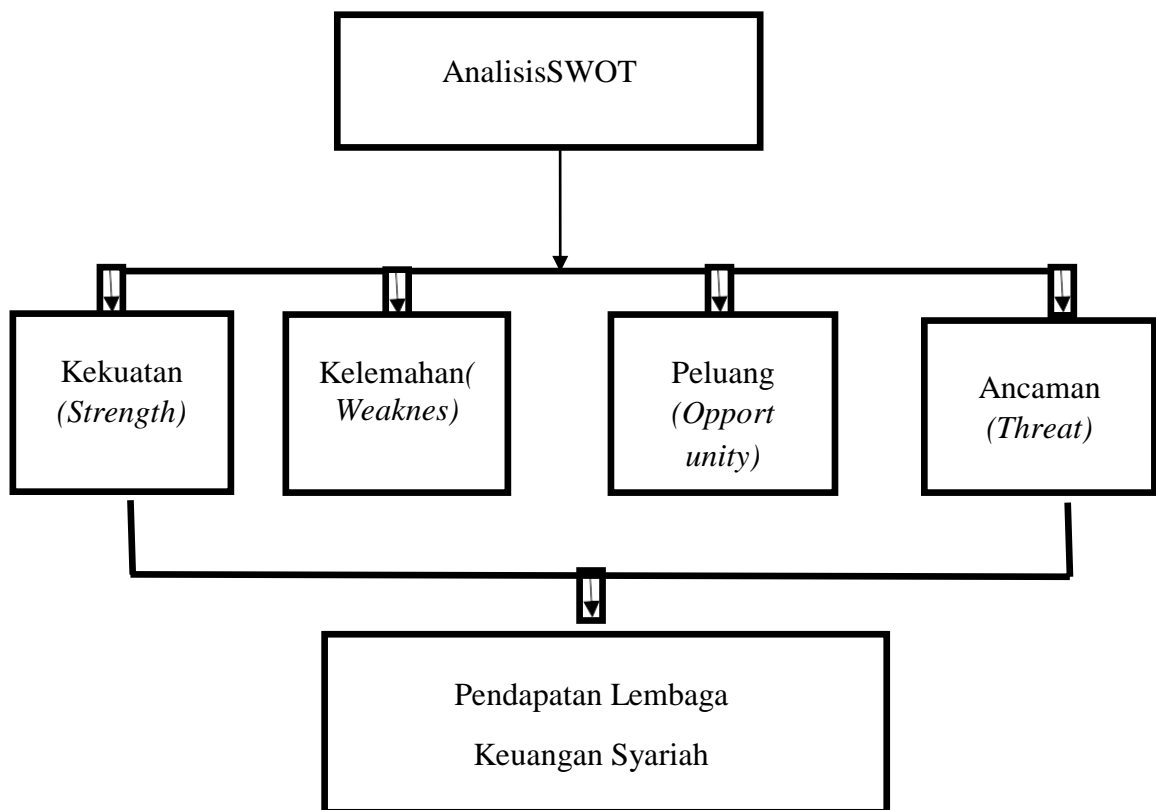 AnalisisSWOT
Kekuatan
(Strength)
Kelemahan(
Weaknes)
Peluang
(Opport
unity)
Ancaman
(Threat)
Pendapatan Lembaga
Keuangan Syariah